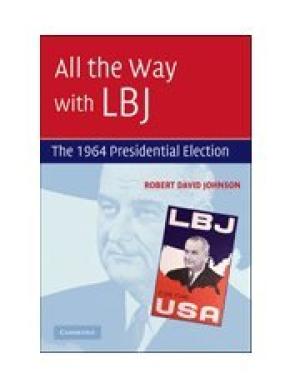 All the Way
with LBJ
The 1964 Presidential Election
ROBERT DAVID JOHNSON
LBJ
USA
CAMBRIDGE